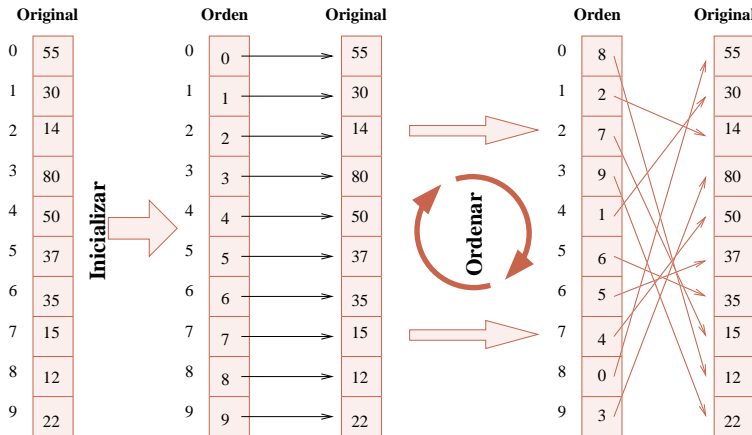 Original Orden Original Orden Original
0 55 0 0 55 0 8 55
1 30 1 1 30 1 2 30
2 14 2 2 14 2 7 14
3 80 3 3 80 3 9 80
4 50 4 4 50 4 1 50
5 37 5 5 37 5 6 37
6 35 6 6 35 6 5 35
7 15 7 7 15 7 4 15
8 12 8 8 12 8 0 12
9 22 9 9 22 9 3 22
Inicializar
Ordenar